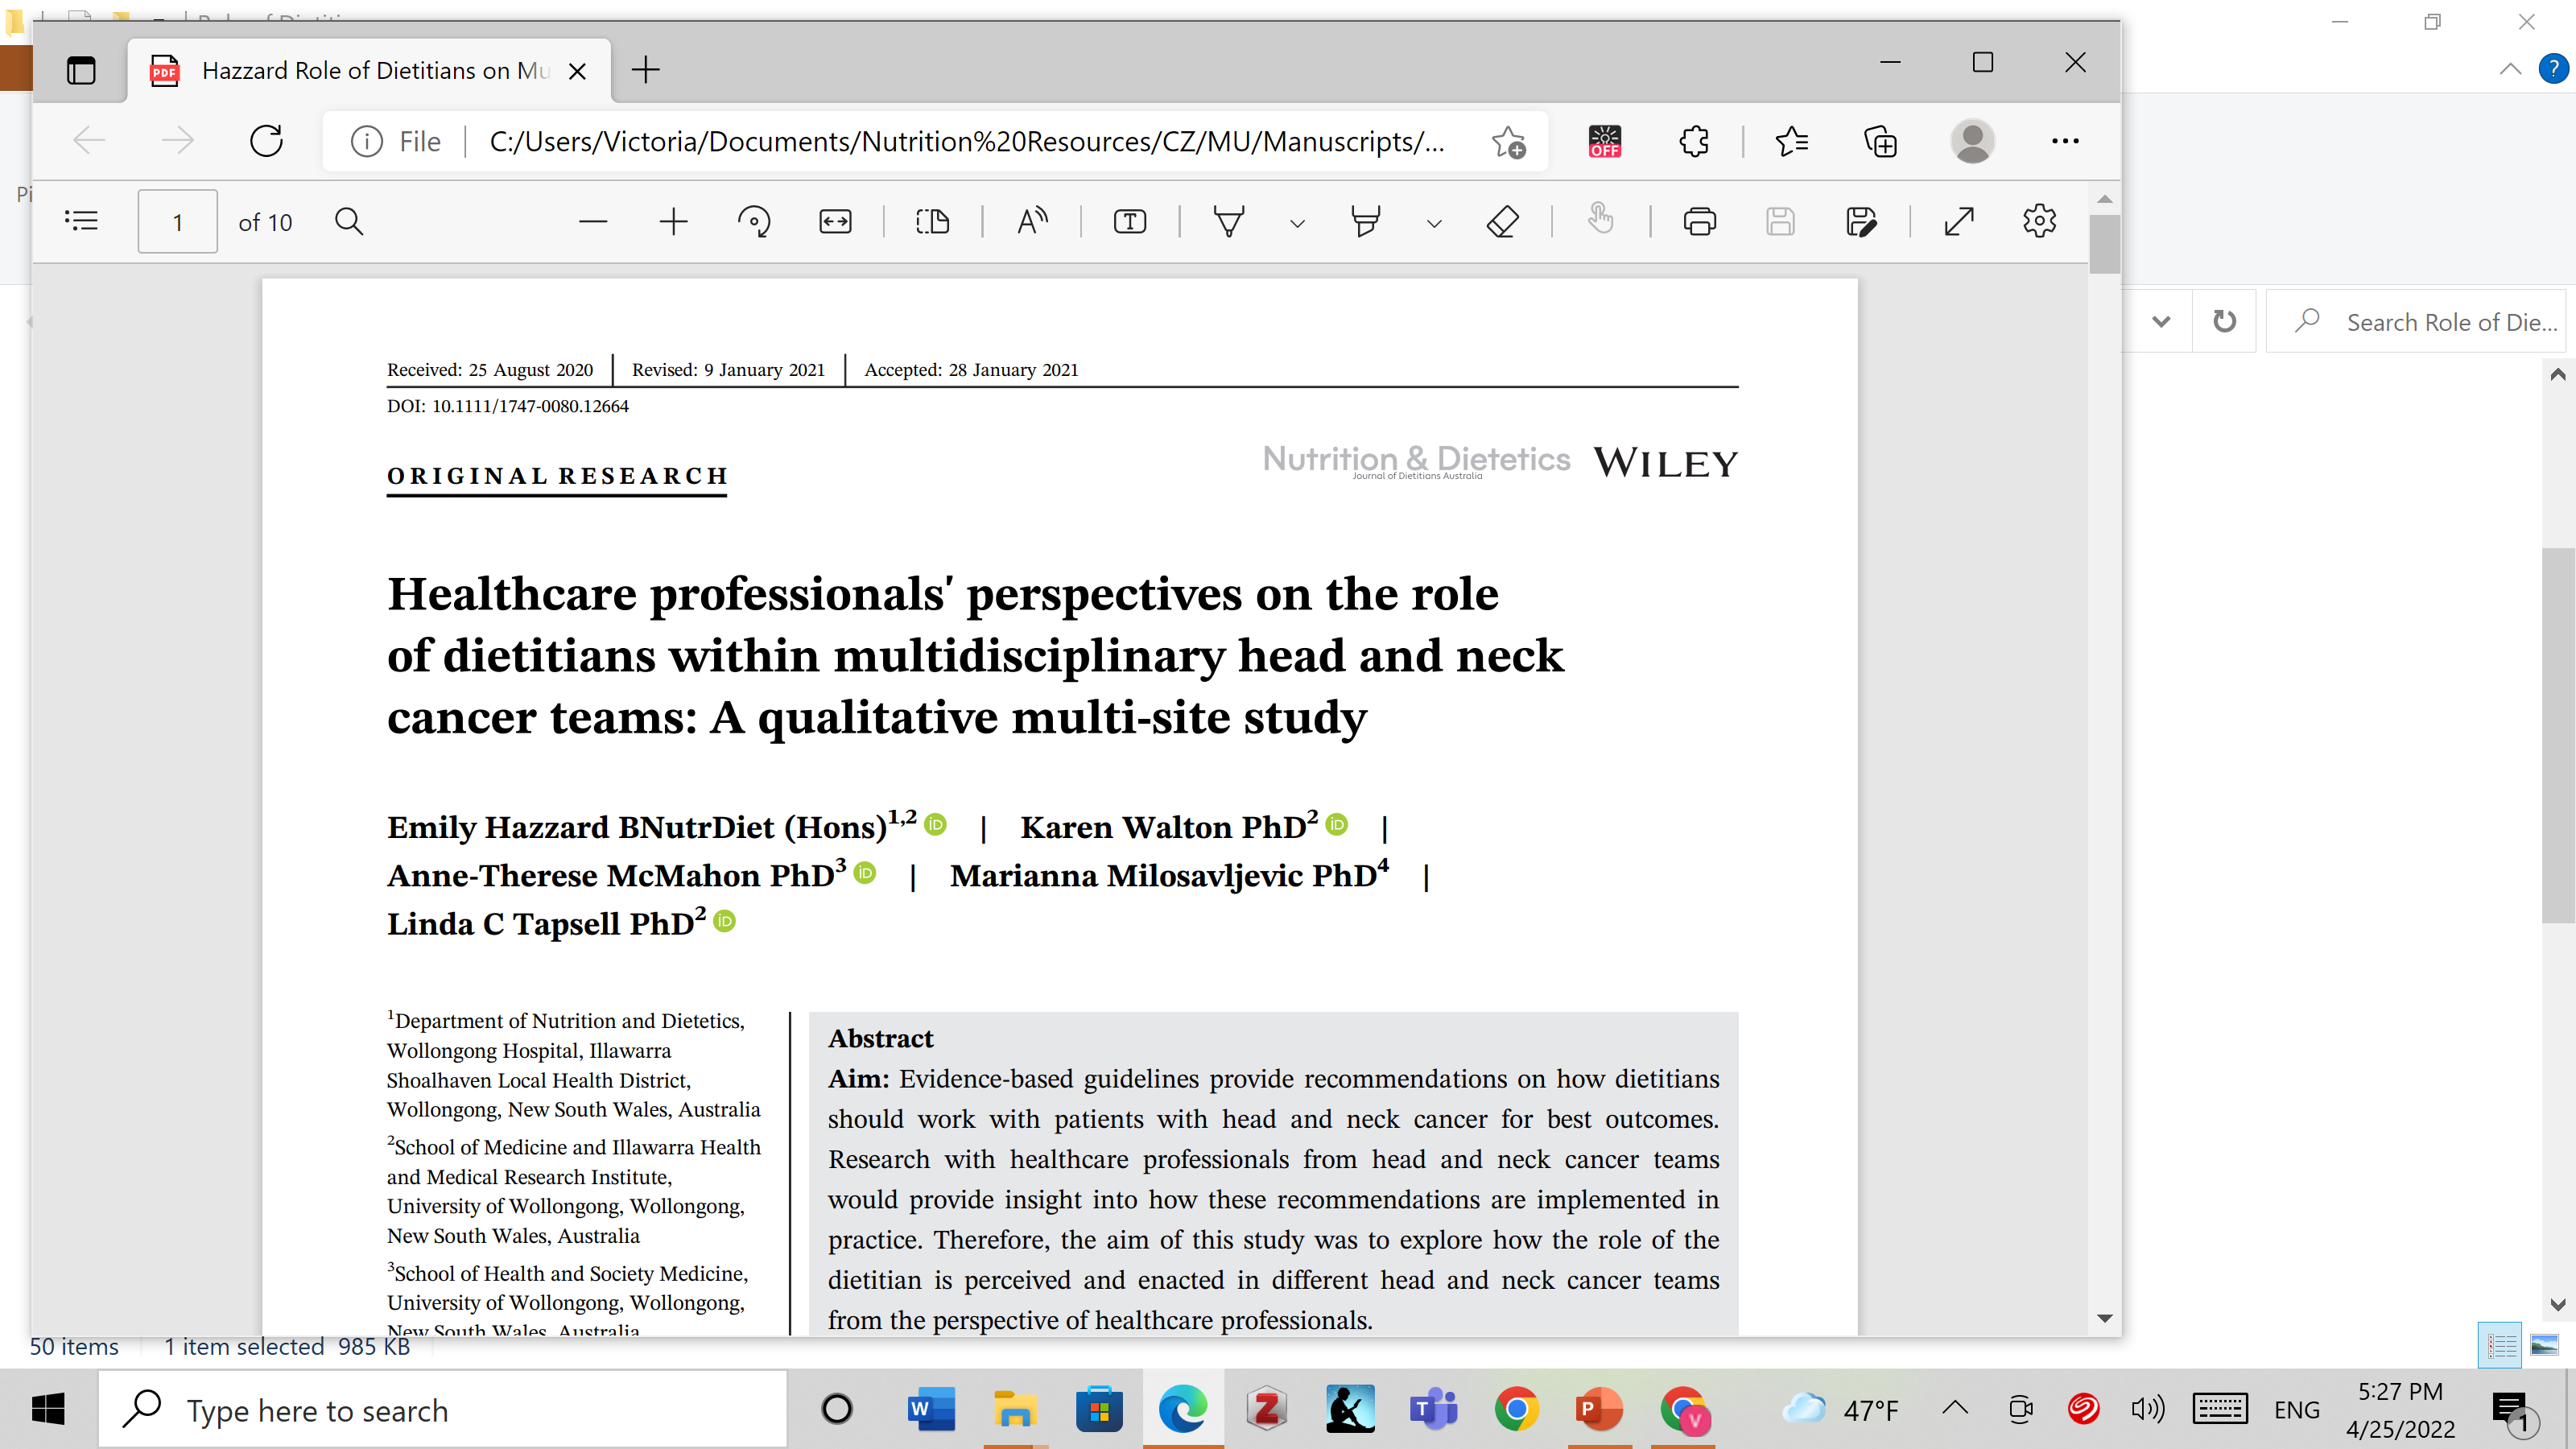 Hazzard Role of Dietitians on Mu
File
C:/Users/Victoria/Documents/Nutrition%20Resources/CZ/MU/Manuscripts/...
OFF
Pi
1 of 10
Search Role of Die...
Received: 25 August 2020 | Revised: 9 January 2021 | Accepted: 28 January 2021
DOI: 10.1111/1747-0080.12664
Nutrition & Dietetics
WILEY
Journal of Dietitians Australia
ORIGINAL RESEARCH
Healthcare professionals' perspectives on the role
of dietitians within multidisciplinary head and neck
cancer teams: A qualitative multi-site study
Emily Hazzard BNutrDiet (Hons)1,2 | Karen Walton PhD2 |
Anne-Therese McMahon PhD3 | Marianna Milosavljevic PhD4 |
Linda C Tapsell PhD2
1Department of Nutrition and Dietetics,
Wollongong Hospital, Illawarra
Shoalhaven Local Health District,
Wollongong, New South Wales, Australia
2School of Medicine and Illawarra Health
and Medical Research Institute,
University of Wollongong, Wollongong,
New South Wales, Australia
3School of Health and Society Medicine,
University of Wollongong, Wollongong,
New South Wales, Australia
Abstract
Aim: Evidence-based guidelines provide recommendations on how dietitians
should work with patients with head and neck cancer for best outcomes.
Research with healthcare professionals from head and neck cancer teams
would provide insight into how these recommendations are implemented in
practice. Therefore, the aim of this study was to explore how the role of the
dietitian is perceived and enacted in different head and neck cancer teams
from the perspective of healthcare professionals.
50 items 1 item selected 985 KB
Type here to search
47°F
ENG
5:27 PM
4/25/2022
1